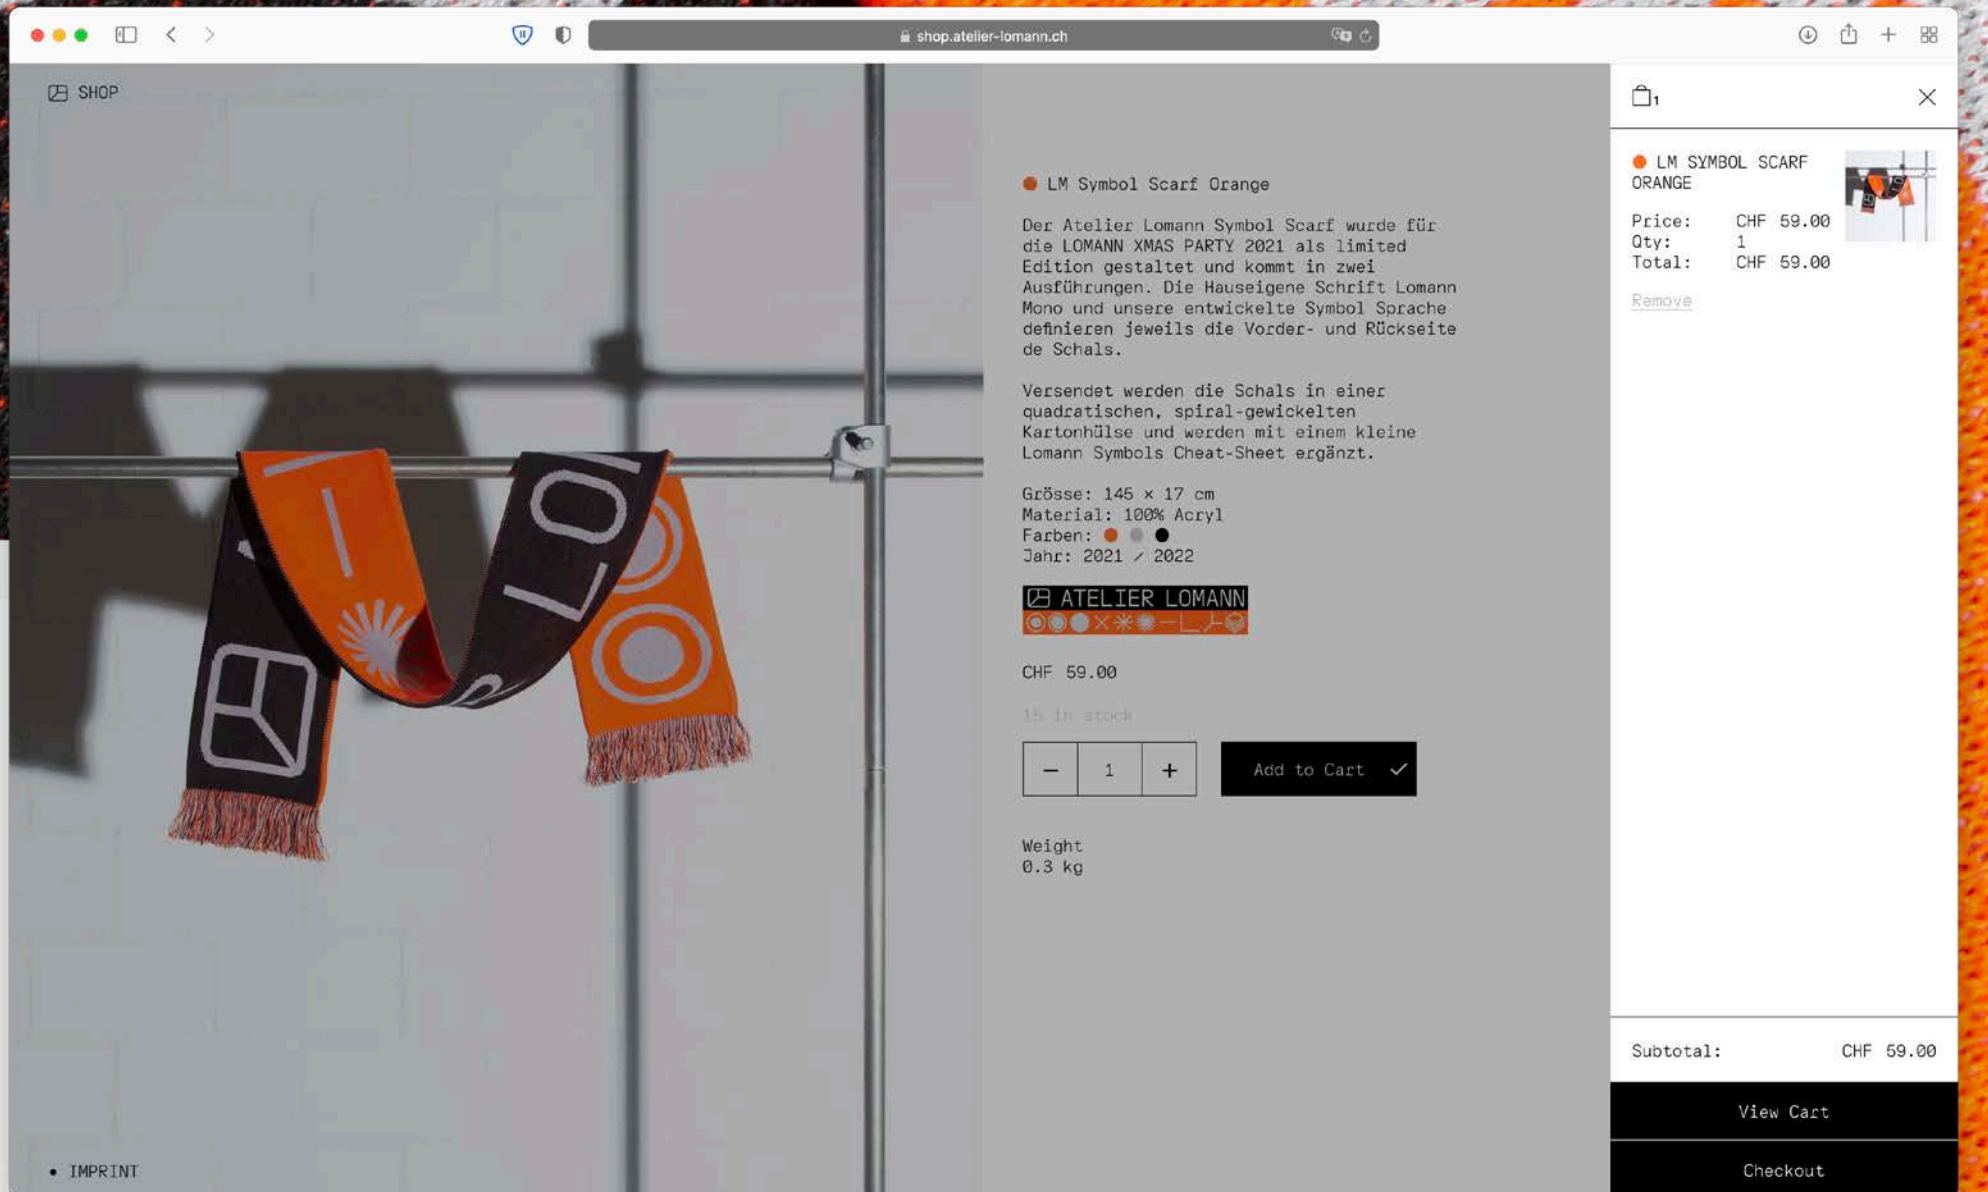 shop.atelier-lomann.ch
SHOP
LM Symbol Scarf Orange
Der Atelier Lomann Symbol Scarf wurde für
die LOMANN XMAS PARTY 2021 als limited
Edition gestaltet und kommt in zwei
Ausführungen. Die Hauseigene Schrift Lomann
Mono und unsere entwickelte Symbol Sprache
definieren jeweils die Vorder- und Rückseite
de Schals.
Versendet werden die Schals in einer
quadratischen, spiral-gewickelten
Kartonhülse und werden mit einem kleine
Lomann Symbols Cheat-Sheet ergänzt.
Grösse: 145 × 17 cm
Material: 100% Acryl
Farben:
Jahr: 2021 / 2022
ATELIER LOMANN
CHF 59.00
15 in stock
− 1 +
Add to Cart
Weight
0.3 kg
LO
R
IMPRINT
1
LM SYMBOL SCARF
ORANGE
Price: CHF 59.00
Qty: 1
Total: CHF 59.00
Remove
Subtotal: CHF 59.00
View Cart
Checkout